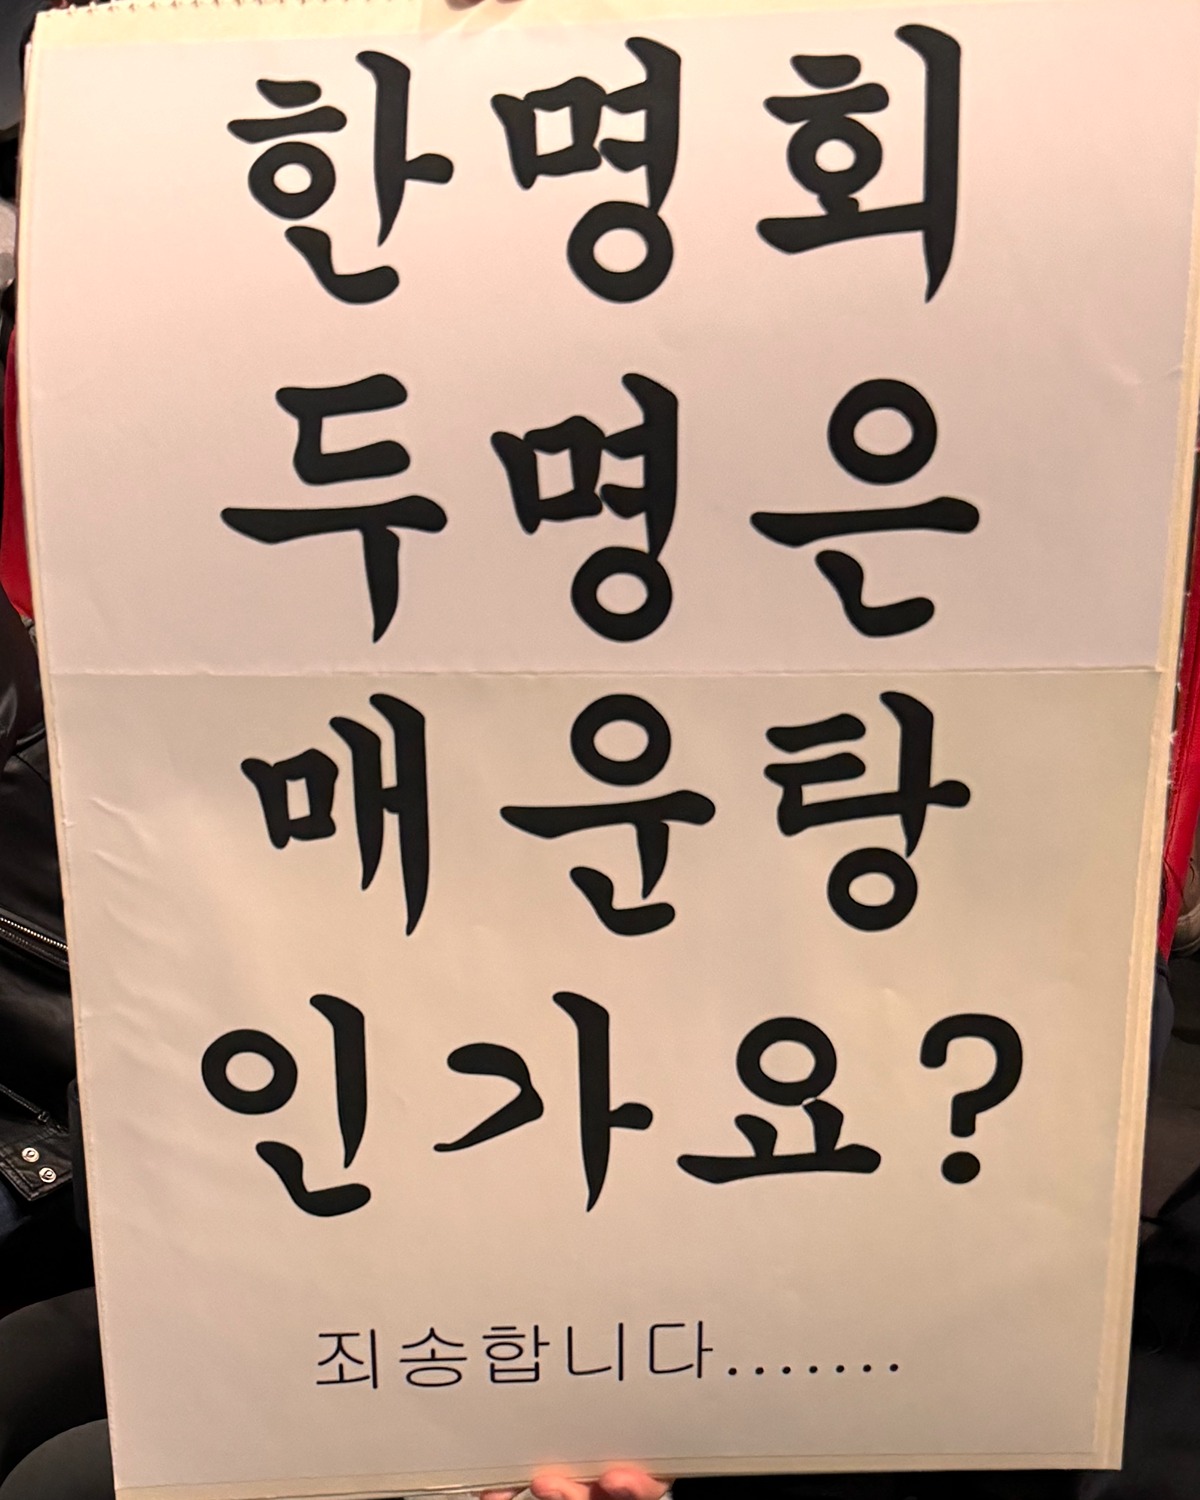 한명회
두명은
매운탕
인가요?
죄송합니다.......